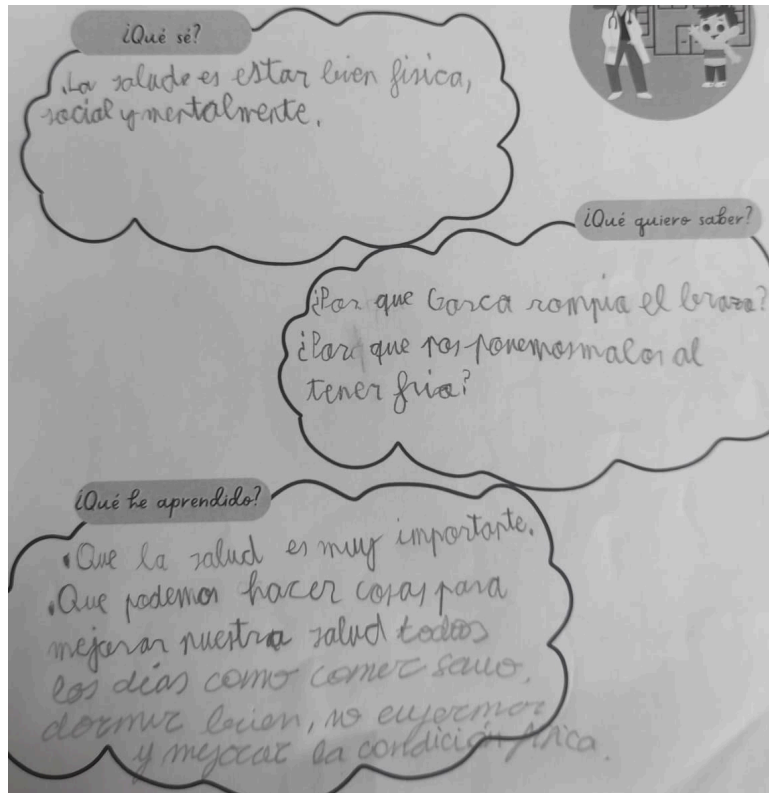 ¿Qué sé?
. La salud es estar bien física,
social y mentalmente.
¿Qué quiero saber?
¿Por que Gorca rompia el brazo?
¿Por que nos ponemos malos al
tener frio?
¿Qué he aprendido?
. Que la salud es muy importante.
. Que podemos hacer cosas para
mejorar nuestra salud todos
los días como comer sano,
dormir bien, no enfermar
y mejorar la condición física.